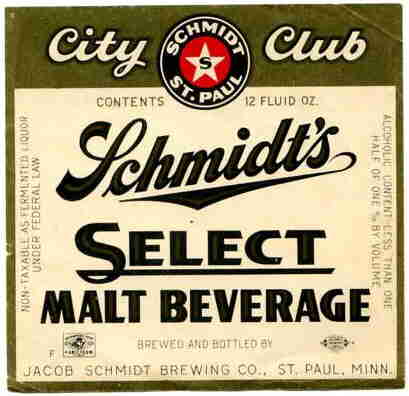 City Club
SCHMIDT
S
ST. PAUL
CONTENTS 12 FLUID OZ.
NON-TAXABLE AS FERMENTED LIQUOR
UNDER FEDERAL LAW
ALCOHOLIC CONTENT LESS THAN ONE
HALF OF ONE % BY VOLUME
Schmidt's
SELECT
MALT BEVERAGE
BREWED AND BOTTLED BY
F
JACOB SCHMIDT BREWING CO., ST. PAUL, MINN.